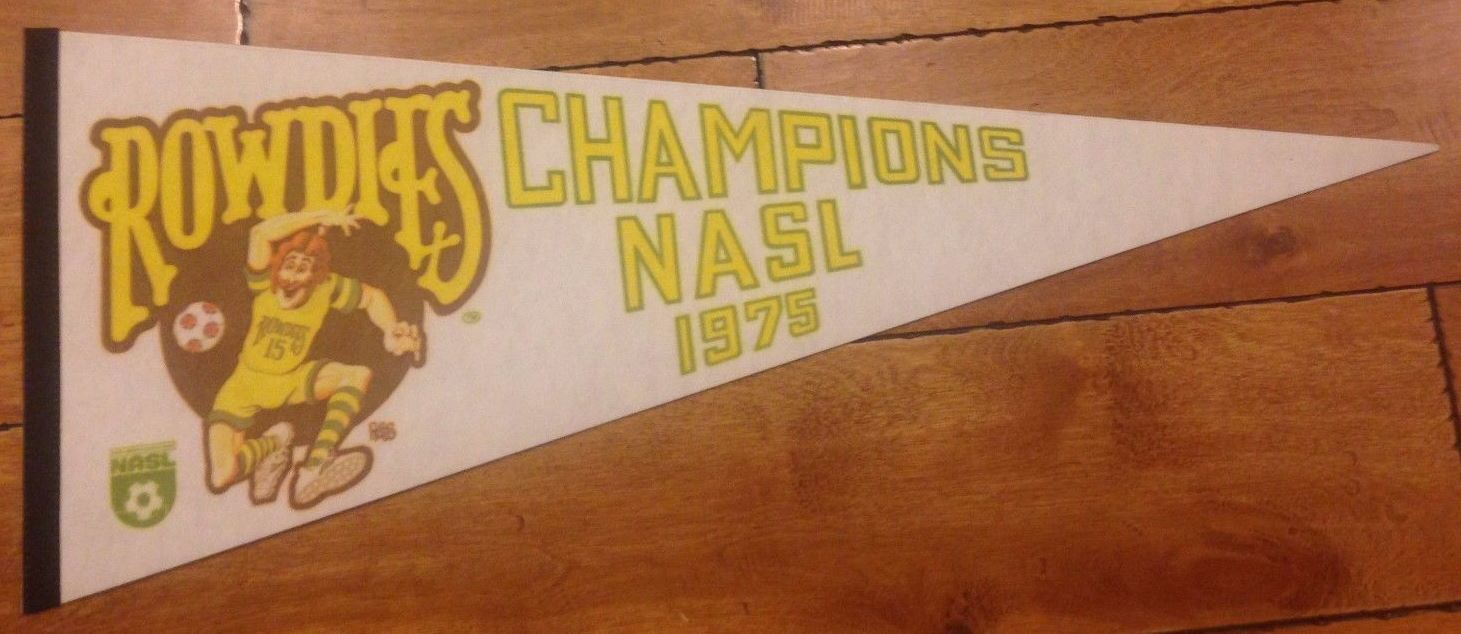 ROWDIES
CHAMPIONS
NASL
1975
ROWDIES
15
NASL